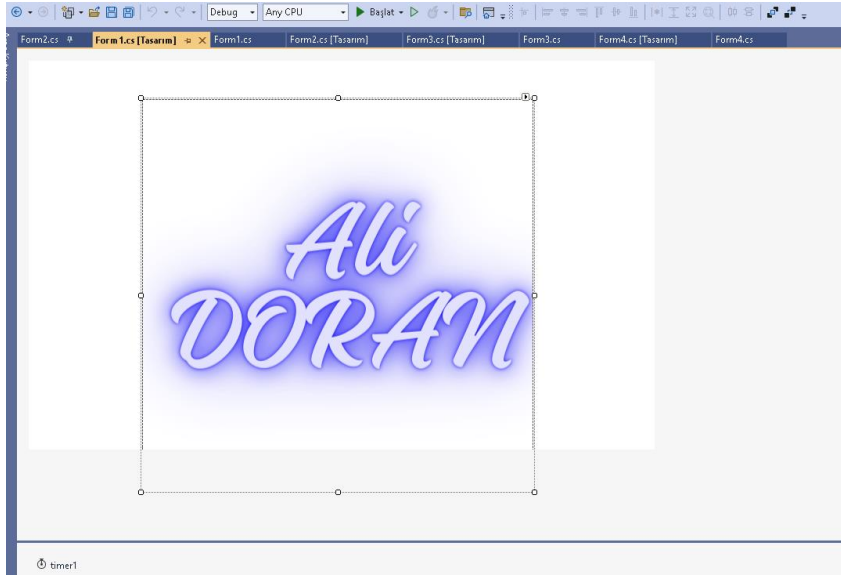 Debug Any CPU Başlat
Form2.cs Form1.cs [Tasarım] Form1.cs Form2.cs [Tasarım] Form3.cs [Tasarım] Form3.cs Form4.cs [Tasarım] Form4.cs
Ali
DORAN
timer1